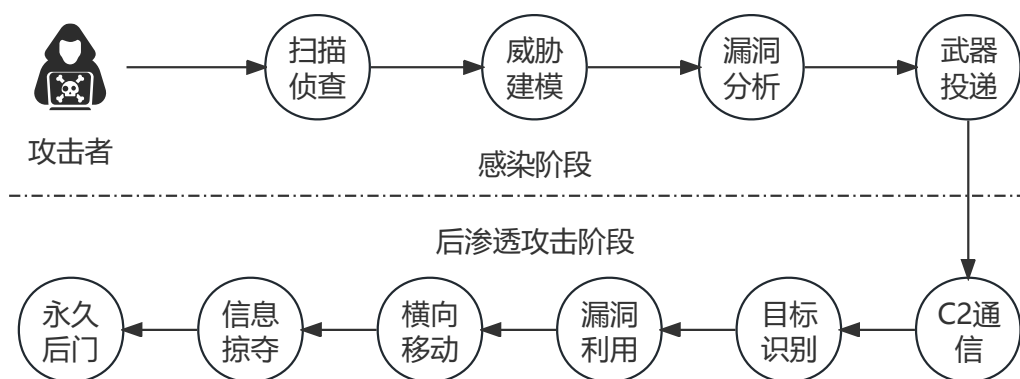 扫描
侦查
威胁
建模
漏洞
分析
武器
投递
攻击者
感染阶段
后渗透攻击阶段
永久
后门
信息
掠夺
横向
移动
漏洞
利用
目标
识别
C2通
信